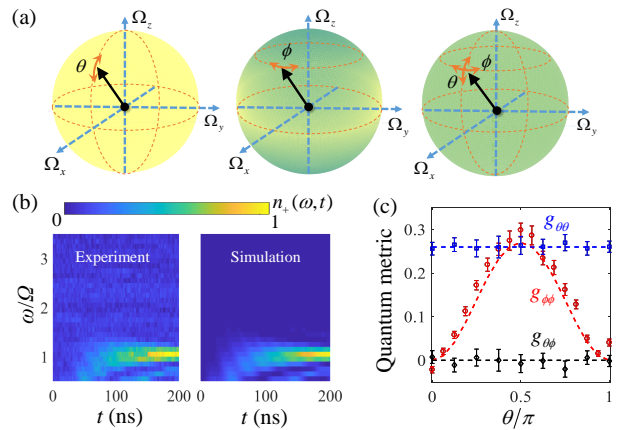 (a)
Ω_z
θ
Ω_y
Ω_x
Ω_z
ϕ
Ω_y
Ω_x
Ω_z
ϕ
θ
Ω_y
Ω_x
(b)
n_+(ω,t)
0
1
Experiment
Simulation
ω/Ω
3
2
1
0
100
200
0
100
200
t (ns)
t (ns)
(c)
Quantum metric
0.3
0.2
0.1
0
g_θθ
g_ϕϕ
g_θϕ
0
0.5
1
θ/π